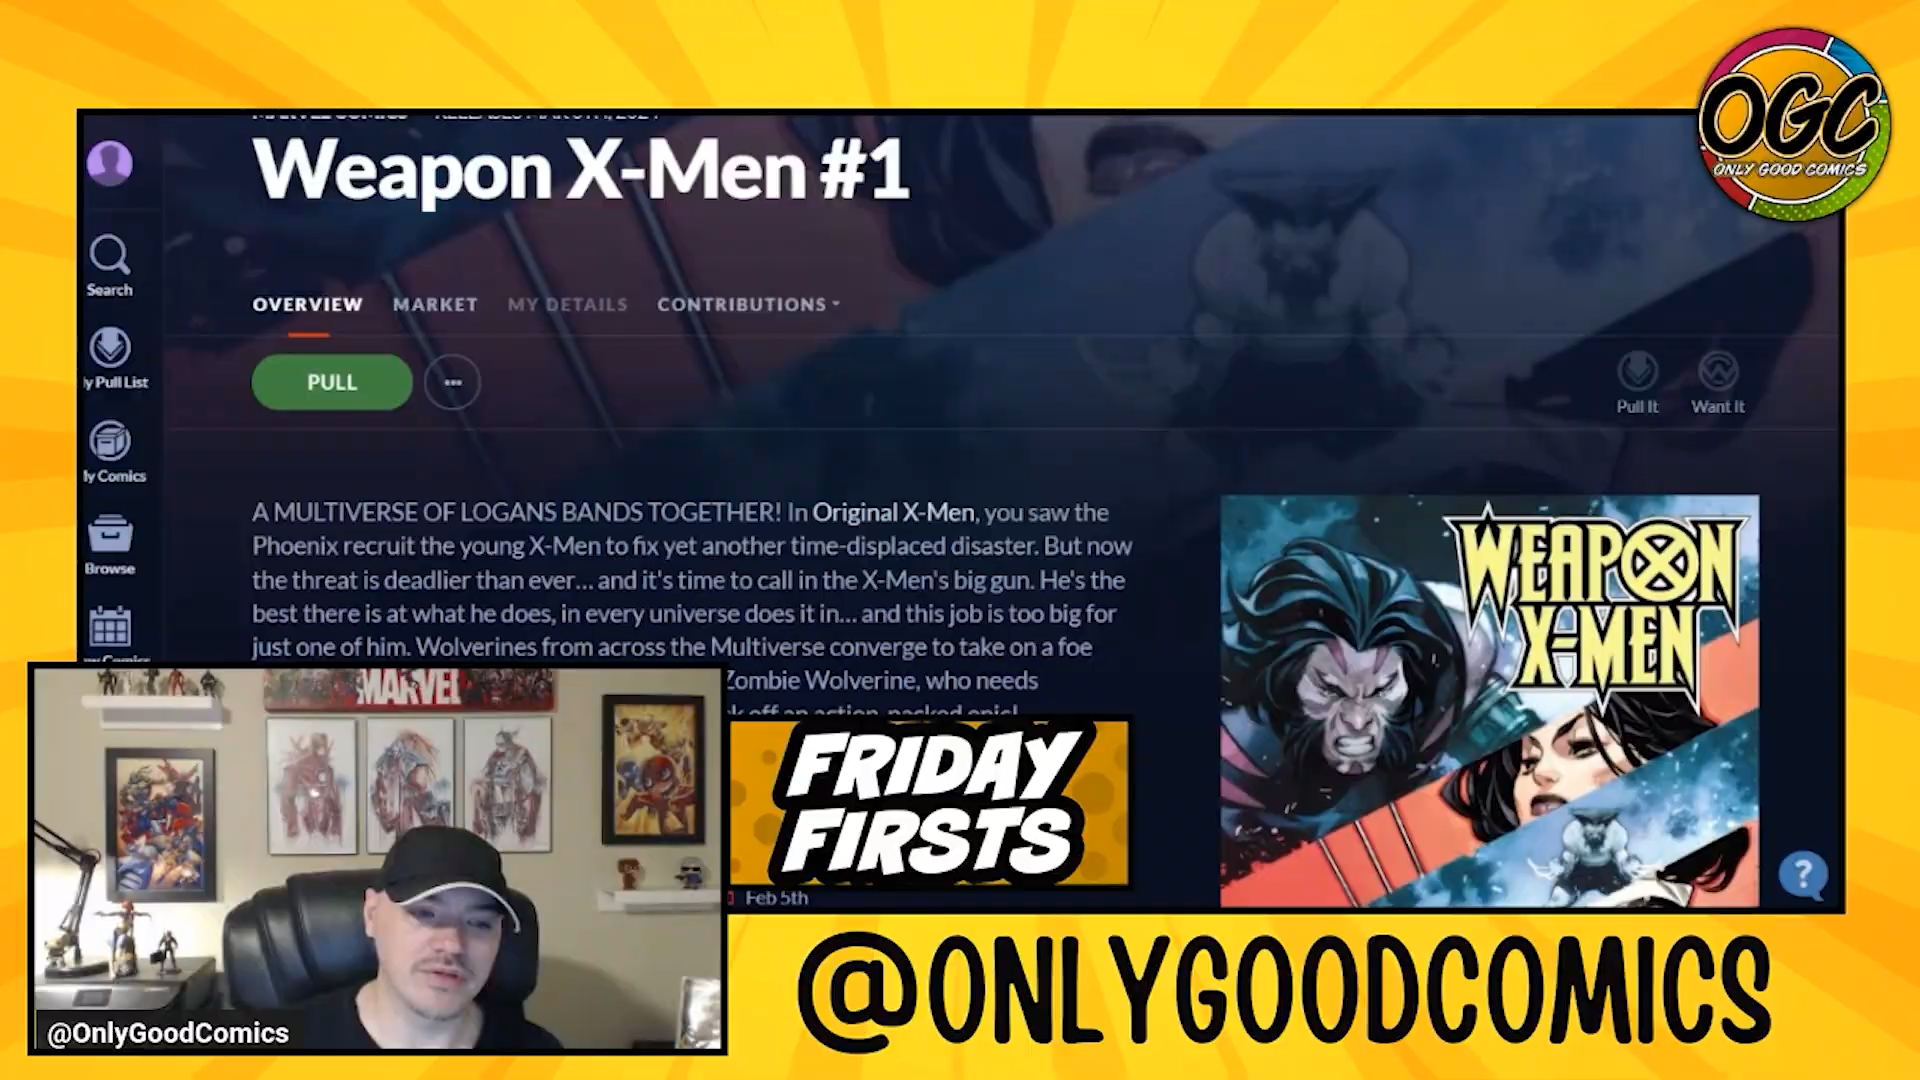 OGC
ONLY GOOD COMICS
Weapon X-Men #1
Search
OVERVIEW MARKET MY DETAILS CONTRIBUTIONS
y Pull List
PULL
Pull It Want It
y Comics
Browse
A MULTIVERSE OF LOGANS BANDS TOGETHER! In Original X-Men, you saw the
Phoenix recruit the young X-Men to fix yet another time-displaced disaster. But now
the threat is deadlier than ever... and it's time to call in the X-Men's big gun. He's the
best there is at what he does, in every universe does it in... and this job is too big for
just one of him. Wolverines from across the Multiverse converge to take on a foe
Zombie Wolverine, who needs
WEAPON
X-MEN
MARVEL
FRIDAY
FIRSTS
Feb 5th
?
@OnlyGoodComics
@ONLYGOODCOMICS